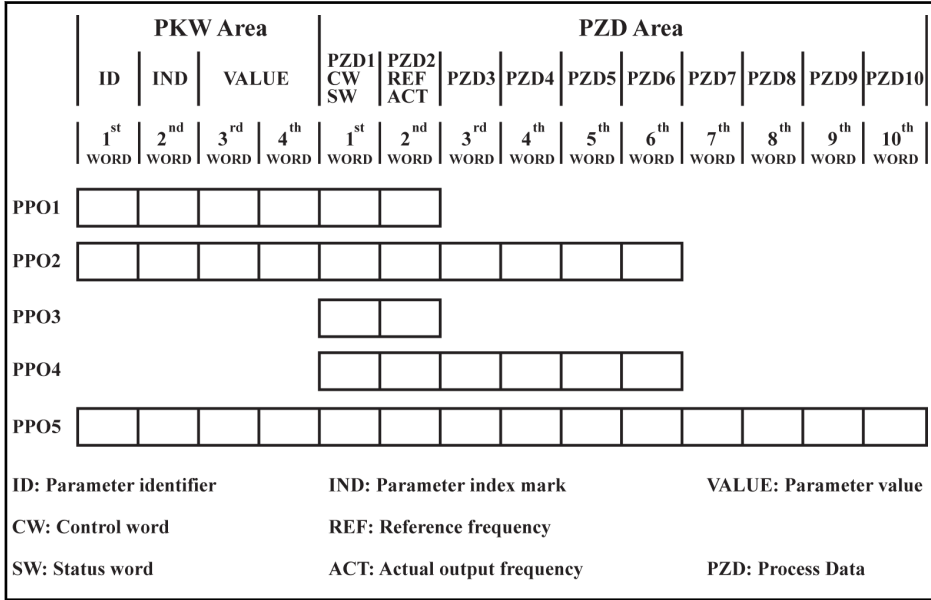 PKW Area PZD Area
ID IND VALUE PZD1 CW SW PZD2 REF ACT PZD3 PZD4 PZD5 PZD6 PZD7 PZD8 PZD9 PZD10
1st WORD 2nd WORD 3rd WORD 4th WORD 1st WORD 2nd WORD 3rd WORD 4th WORD 5th WORD 6th WORD 7th WORD 8th WORD 9th WORD 10th WORD
PPO1
PPO2
PPO3
PPO4
PPO5
ID: Parameter identifier IND: Parameter index mark VALUE: Parameter value
CW: Control word REF: Reference frequency
SW: Status word ACT: Actual output frequency PZD: Process Data